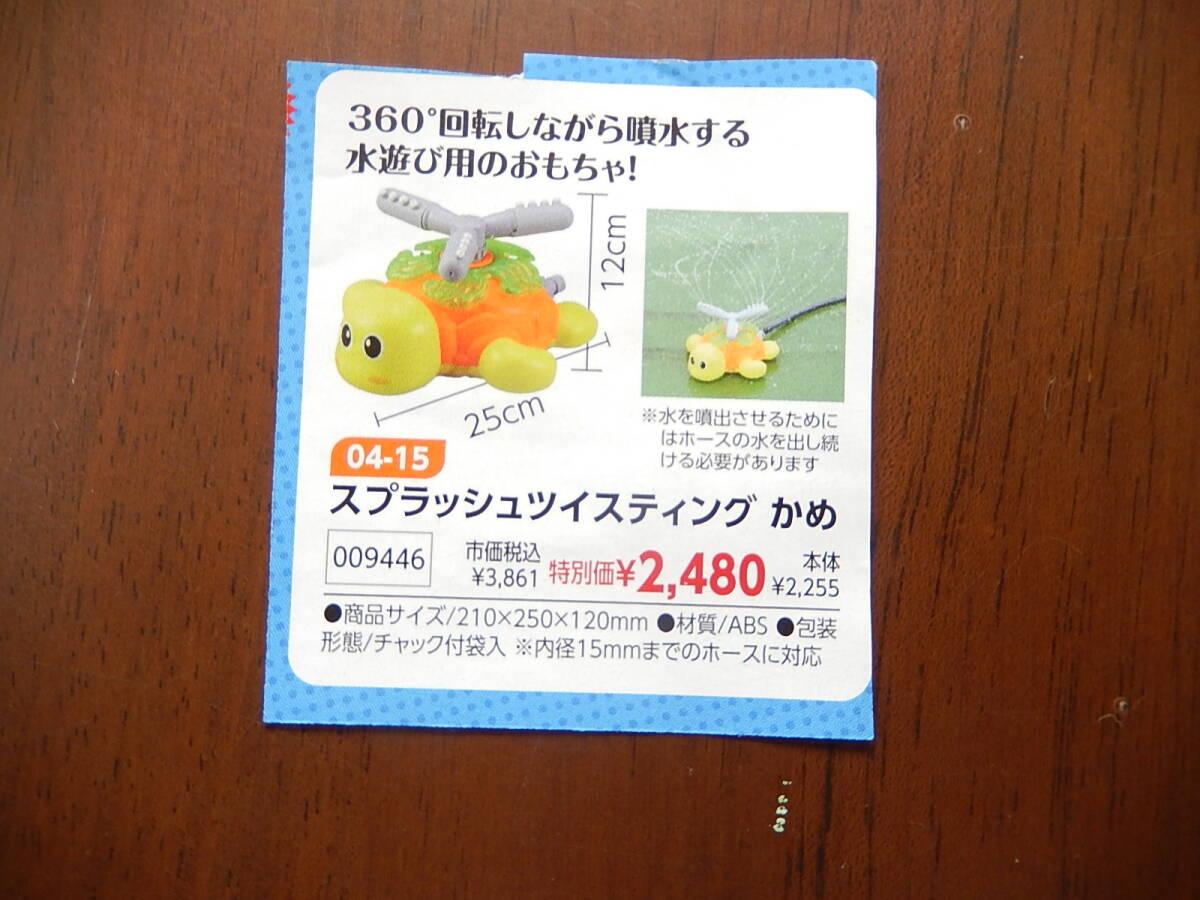 360°回転しながら噴水する
水遊び用のおもちゃ!
12cm
25cm
※水を噴出させるために
はホースの水を出し続
ける必要があります
04-15
スプラッシュツイスティング かめ
009446
市価税込
¥3,861
特別価¥2,480
本体
¥2,255
●商品サイズ/210×250×120mm ●材質/ABS ●包装
形態/チャック付袋入 ※内径15mmまでのホースに対応